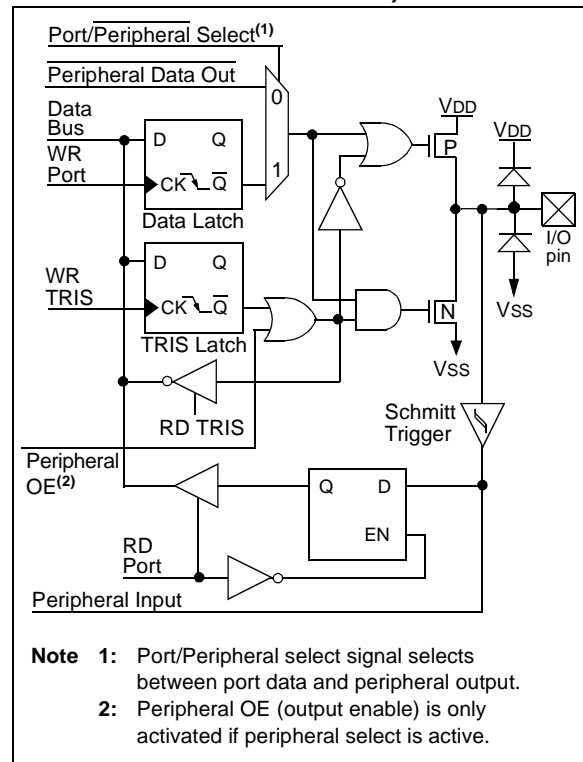 Port/Peripheral Select(1)
Peripheral Data Out
Data
Bus
WR
Port
D Q
CK Q
Data Latch
0
1
VDD
P
VDD
I/O
pin
WR
TRIS
D Q
CK Q
TRIS Latch
N
VSS
VSS
RD TRIS
Schmitt
Trigger
Peripheral
OE(2)
Q D
EN
RD
Port
Peripheral Input
Note 1: Port/Peripheral select signal selects
between port data and peripheral output.
2: Peripheral OE (output enable) is only
activated if peripheral select is active.